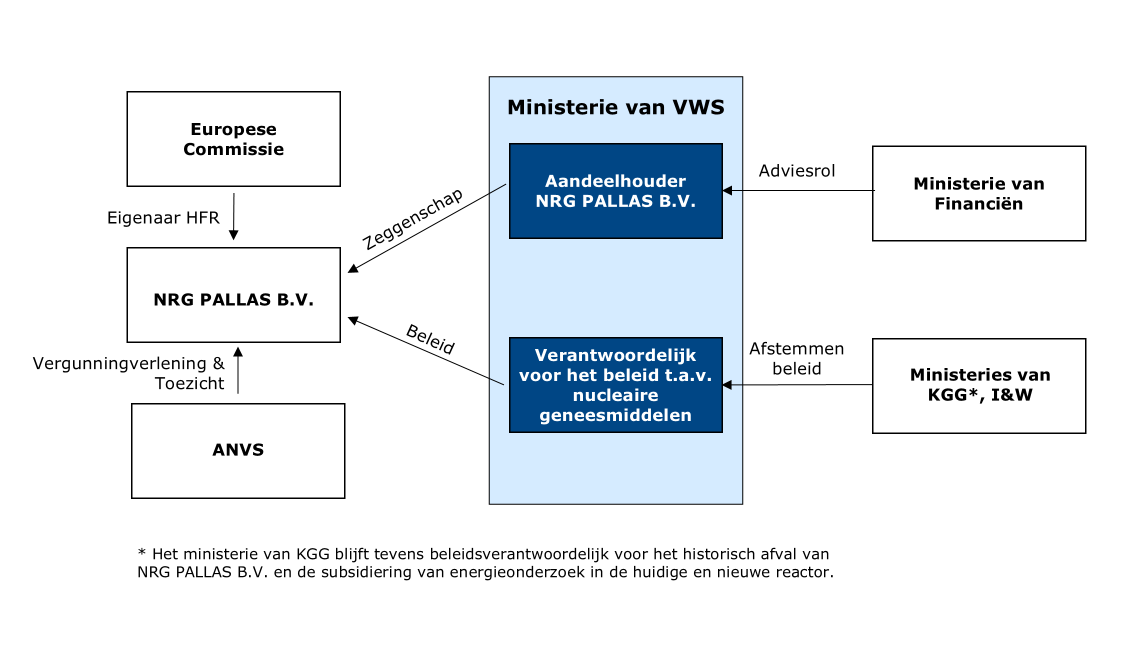 Ministerie van VWS
Europese
Commissie
Eigenaar HFR
NRG PALLAS B.V.
Vergunningverlening &
Toezicht
ANVS
Zeggenschap
Beleid
Aandeelhouder
NRG PALLAS B.V.
Verantwoordelijk
voor het beleid t.a.v.
nucleaire
geneesmiddelen
Adviesrol
Ministerie van
Financiën
Afstemmen
beleid
Ministeries van
KGG*, I&W
* Het ministerie van KGG blijft tevens beleidsverantwoordelijk voor het historisch afval van
NRG PALLAS B.V. en de subsidiering van energieonderzoek in de huidige en nieuwe reactor.